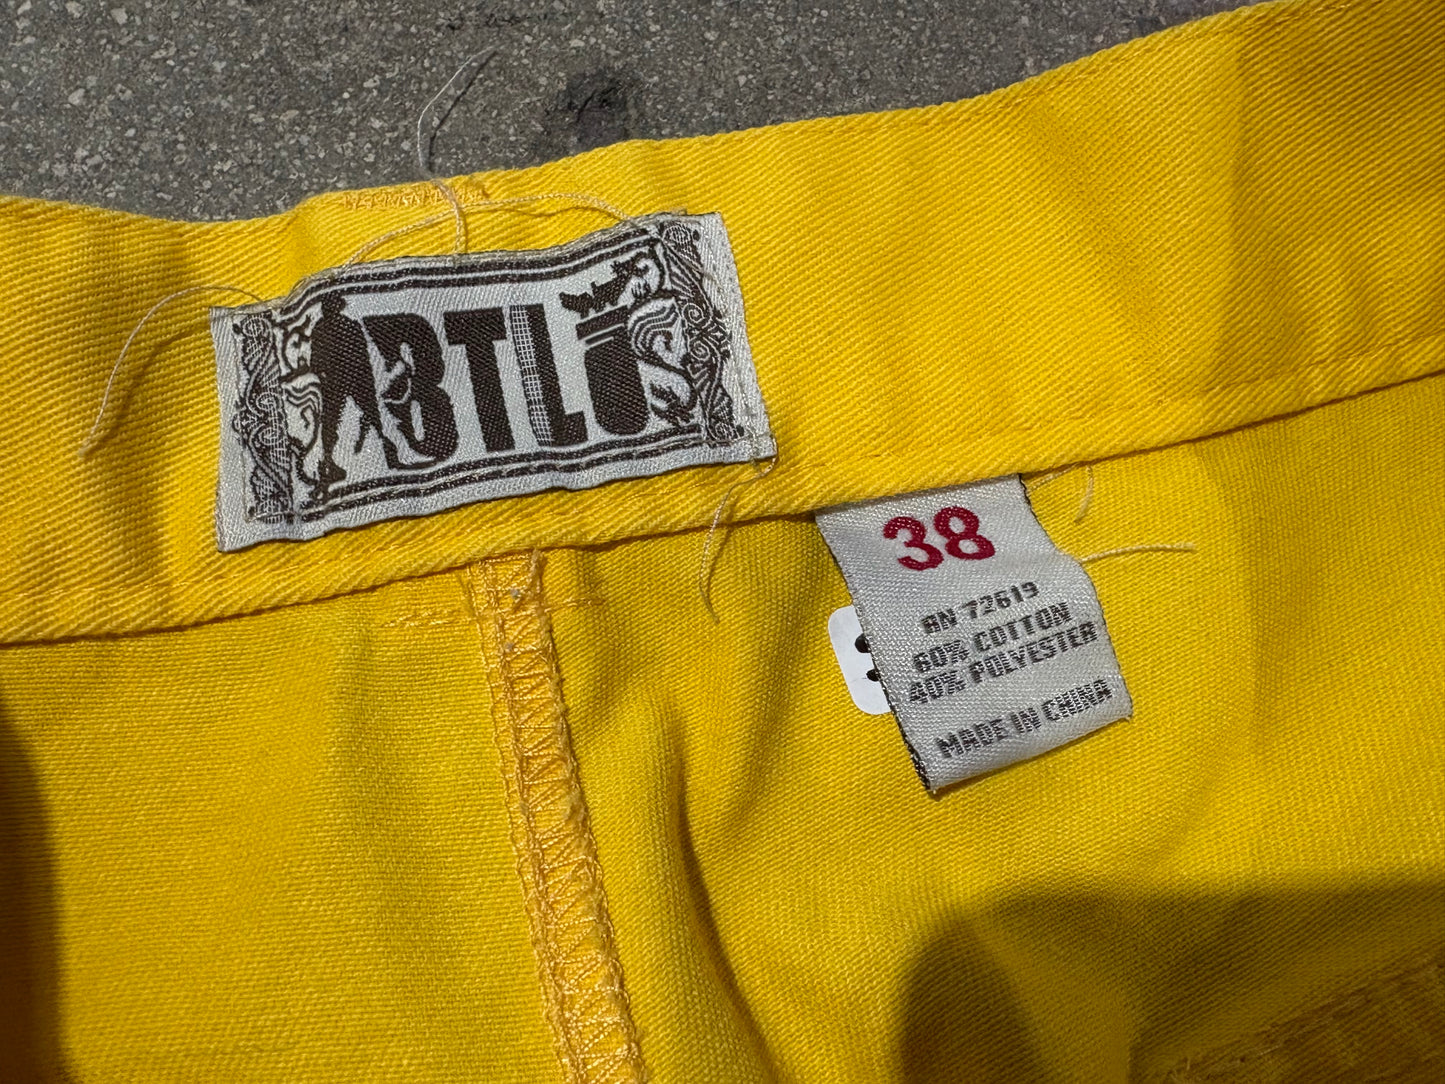 BTL
38
RN 72619
60% COTTON
40% POLYESTER
MADE IN CHINA